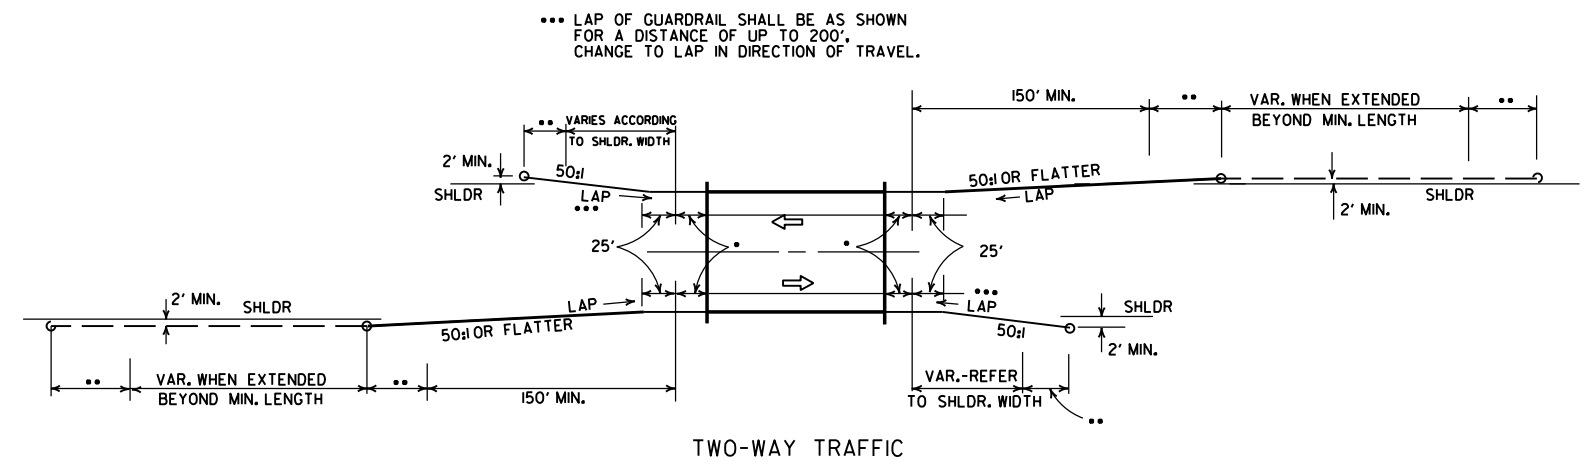 ••• LAP OF GUARDRAIL SHALL BE AS SHOWN
FOR A DISTANCE OF UP TO 200',
CHANGE TO LAP IN DIRECTION OF TRAVEL.
150' MIN.
••
VAR. WHEN EXTENDED
BEYOND MIN. LENGTH
••
•• VARIES ACCORDING
TO SHLDR. WIDTH
2' MIN.
SHLDR
50:1
LAP
•••
50:1 OR FLATTER
LAP
SHLDR
2' MIN.
25'
•
•
25'
2' MIN.
SHLDR
LAP
50:1 OR FLATTER
•••
LAP
50:1
SHLDR
2' MIN.
••
VAR. WHEN EXTENDED
BEYOND MIN. LENGTH
••
150' MIN.
VAR.-REFER
TO SHLDR. WIDTH
••
TWO-WAY TRAFFIC